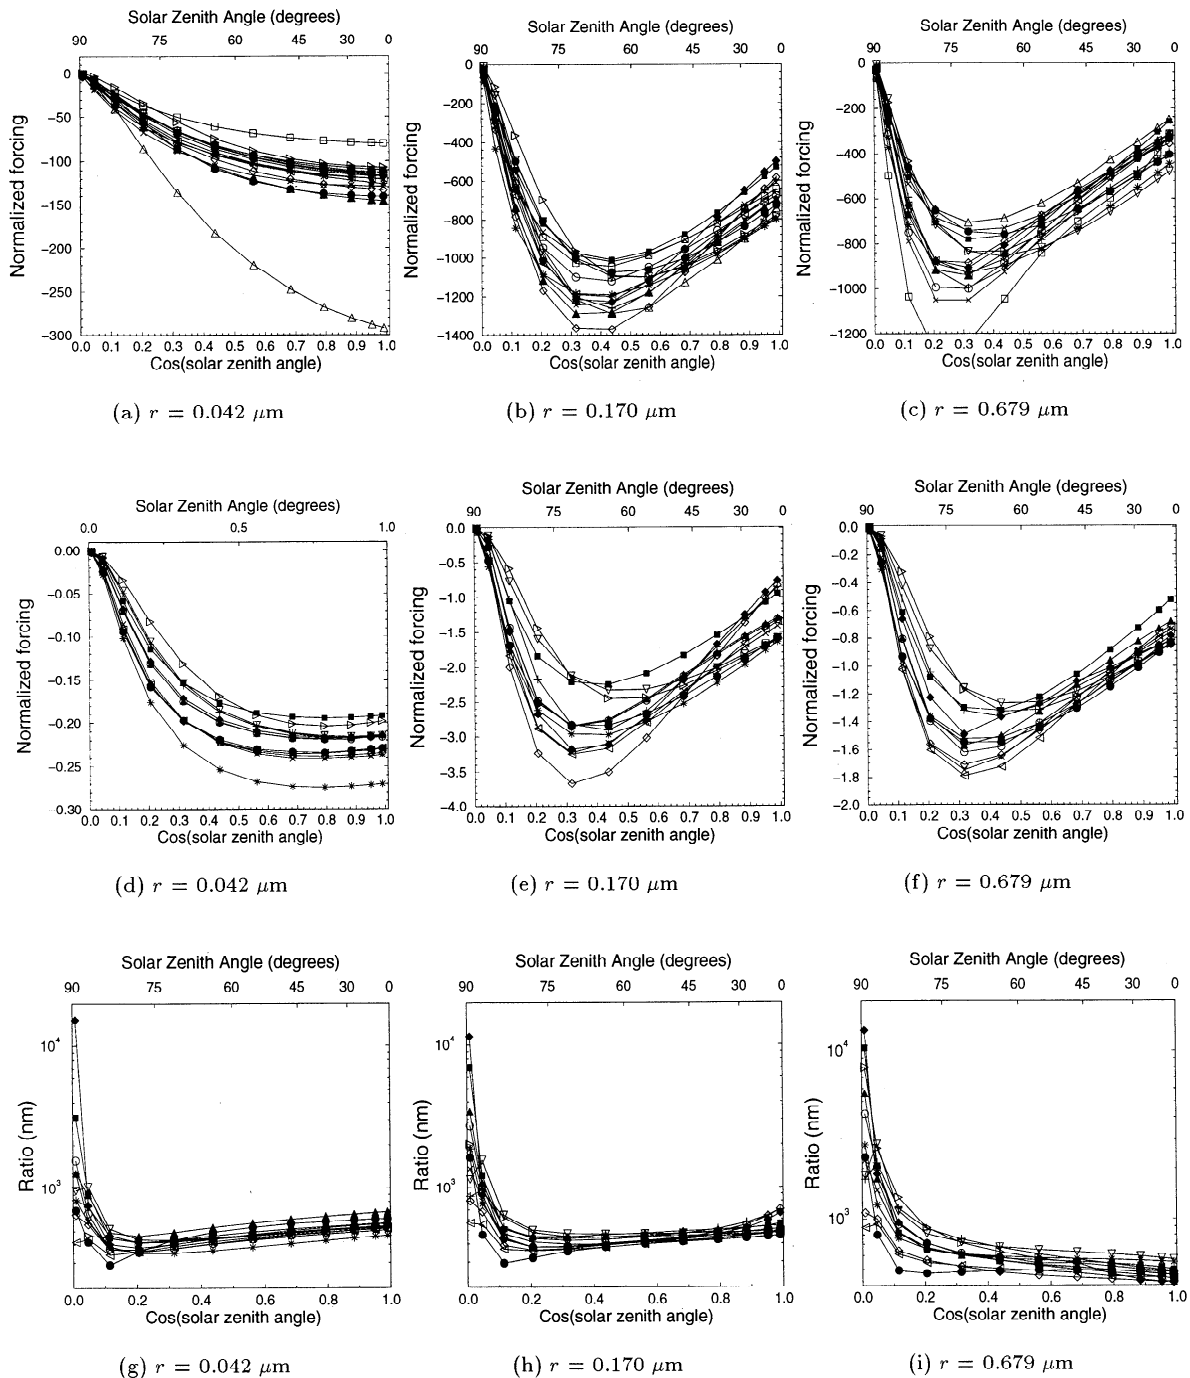 Solar Zenith Angle (degrees)
90 75 60 45 30 0
Normalized forcing
0
−50
−100
−150
−200
−250
−300
0.0 0.1 0.2 0.3 0.4 0.5 0.6 0.7 0.8 0.9 1.0
Cos(solar zenith angle)
(a) r = 0.042 μm
Solar Zenith Angle (degrees)
90 75 60 45 30 0
Normalized forcing
0
−200
−400
−600
−800
−1000
−1200
−1400
0.0 0.1 0.2 0.3 0.4 0.5 0.6 0.7 0.8 0.9 1.0
Cos(solar zenith angle)
(b) r = 0.170 μm
Solar Zenith Angle (degrees)
90 75 60 45 30 0
Normalized forcing
0
−200
−400
−600
−800
−1000
−1200
0.0 0.1 0.2 0.3 0.4 0.5 0.6 0.7 0.8 0.9 1.0
Cos(solar zenith angle)
(c) r = 0.679 μm
Solar Zenith Angle (degrees)
0.0 0.5 1.0
Normalized forcing
0.00
−0.05
−0.10
−0.15
−0.20
−0.25
−0.30
0.0 0.1 0.2 0.3 0.4 0.5 0.6 0.7 0.8 0.9 1.0
Cos(solar zenith angle)
(d) r = 0.042 μm
Solar Zenith Angle (degrees)
90 75 60 45 30 0
Normalized forcing
0.0
−0.5
−1.0
−1.5
−2.0
−2.5
−3.0
−3.5
−4.0
0.0 0.1 0.2 0.3 0.4 0.5 0.6 0.7 0.8 0.9 1.0
Cos(solar zenith angle)
(e) r = 0.170 μm
Solar Zenith Angle (degrees)
90 75 60 45 30 0
Normalized forcing
0.0
−0.2
−0.4
−0.6
−0.8
−1.0
−1.2
−1.4
−1.6
−1.8
−2.0
0.0 0.1 0.2 0.3 0.4 0.5 0.6 0.7 0.8 0.9 1.0
Cos(solar zenith angle)
(f) r = 0.679 μm
Solar Zenith Angle (degrees)
90 75 60 45 30 0
Ratio (nm)
10⁴
10³
0.0 0.2 0.4 0.6 0.8 1.0
Cos(solar zenith angle)
(g) r = 0.042 μm
Solar Zenith Angle (degrees)
90 75 60 45 30 0
Ratio (nm)
10⁴
10³
0.0 0.2 0.4 0.6 0.8 1.0
Cos(solar zenith angle)
(h) r = 0.170 μm
Solar Zenith Angle (degrees)
90 75 60 45 30 0
Ratio (nm)
10⁴
10³
0.0 0.2 0.4 0.6 0.8 1.0
Cos(solar zenith angle)
(i) r = 0.679 μm